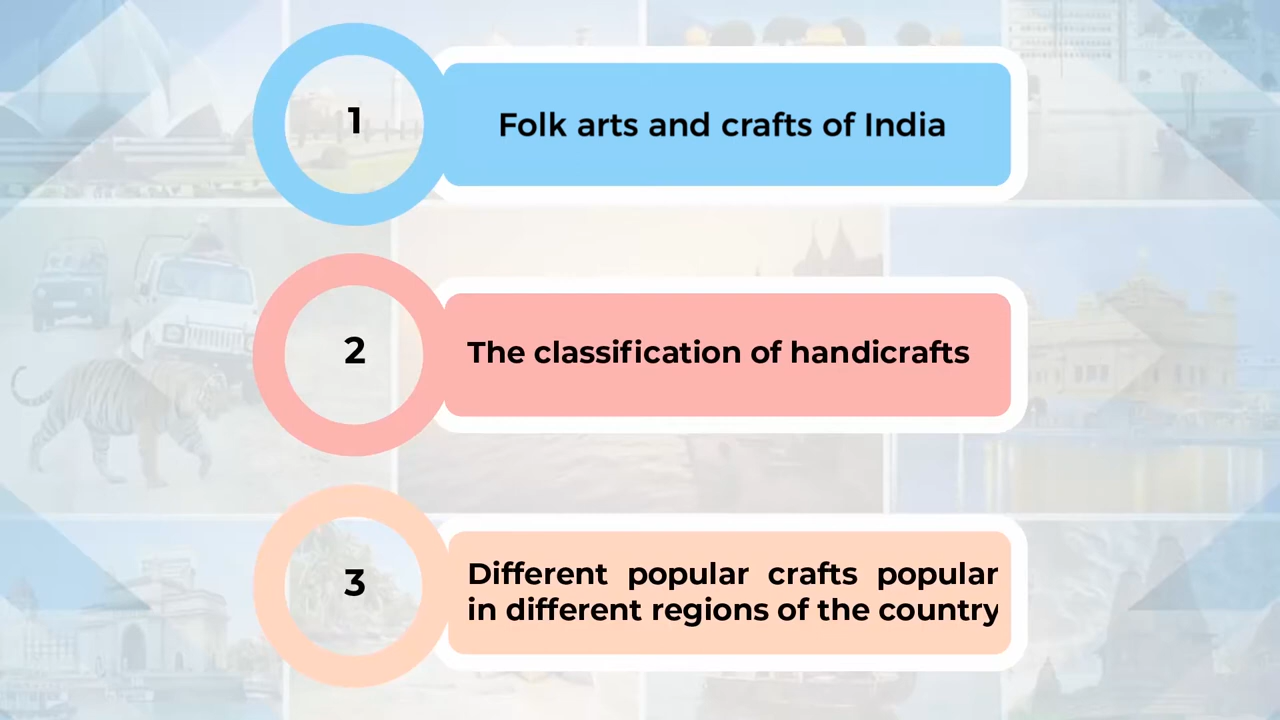 1
Folk arts and crafts of India
2
The classification of handicrafts
3
Different popular crafts popular
in different regions of the country